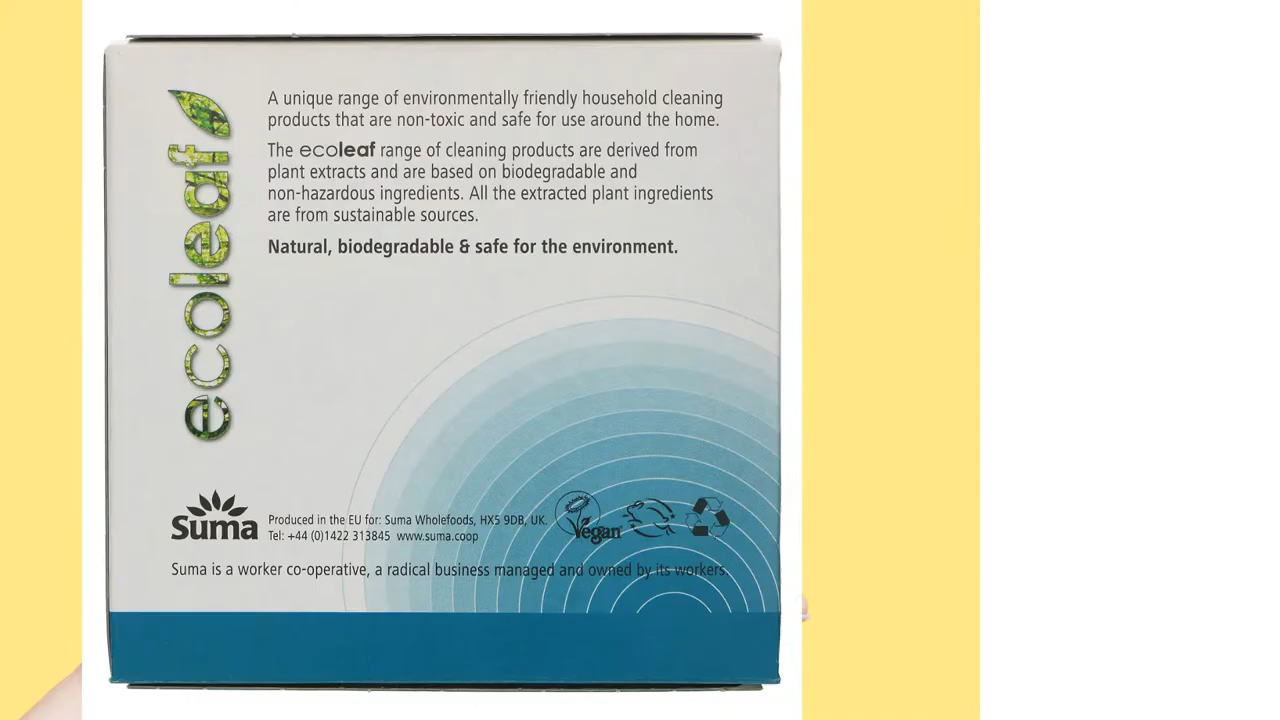 ecoleaf
A unique range of environmentally friendly household cleaning
products that are non-toxic and safe for use around the home.
The ecoleaf range of cleaning products are derived from
plant extracts and are based on biodegradable and
non-hazardous ingredients. All the extracted plant ingredients
are from sustainable sources.
Natural, biodegradable & safe for the environment.
Suma
Produced in the EU for: Suma Wholefoods, HX5 9DB, UK.
Tel: +44 (0)1422 313845 www.suma.coop
Vegan
Suma is a worker co-operative, a radical business managed and owned by its workers.